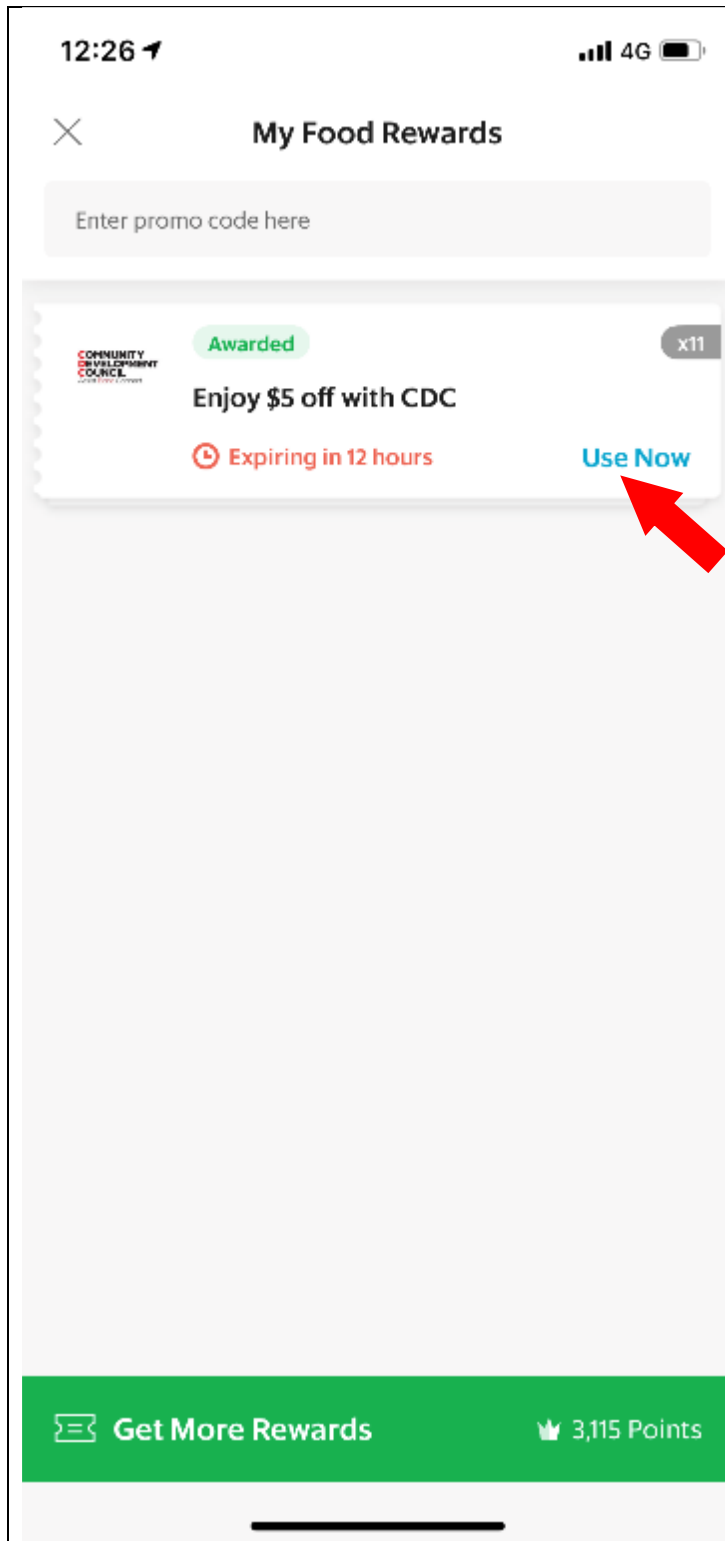 12:26
4G
My Food Rewards
Enter promo code here
COMMUNITY
DEVELOPMENT
COUNCIL
Awarded
x11
Enjoy $5 off with CDC
Expiring in 12 hours
Use Now
Get More Rewards
3,115 Points